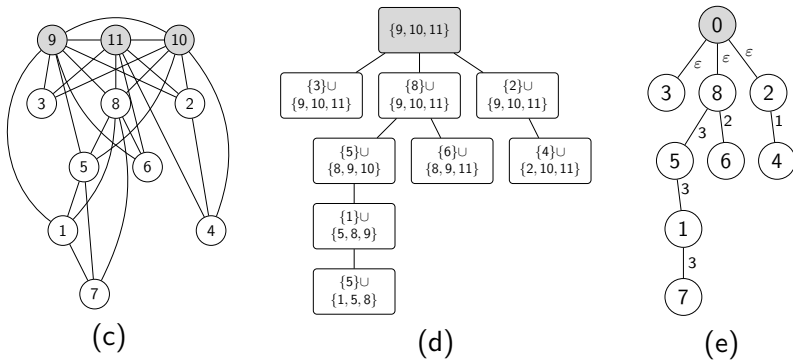 9 11 10
3 8 2
5 6
1 4
7
(c)
{9, 10, 11}
{3}∪
{9, 10, 11}
{8}∪
{9, 10, 11}
{2}∪
{9, 10, 11}
{5}∪
{8, 9, 10}
{6}∪
{8, 9, 11}
{4}∪
{2, 10, 11}
{1}∪
{5, 8, 9}
{5}∪
{1, 5, 8}
(d)
0
ε ε ε
3 8 2
3 2 1
5 6 4
3
1
3
7
(e)